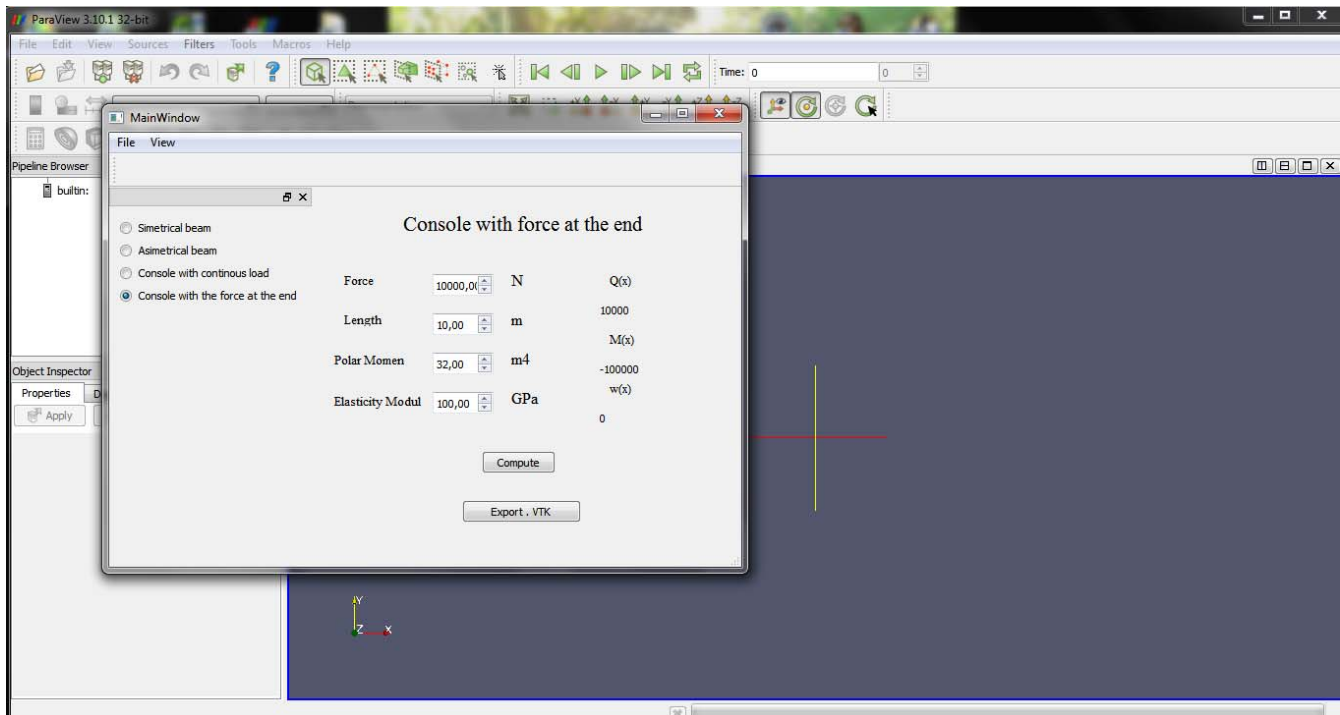 ParaView 3.10.1 32-bit
File Edit View Sources Filters Tools Macros Help
Time: 0 0
MainWindow
File View
Pipeline Browser
builtin:
Simetrical beam
Asimetrical beam
Console with continous load
Console with the force at the end
Console with force at the end
Force 10000,0 N Q(x)
10000
Length 10,00 m
M(x)
Polar Momen 32,00 m4
-100000
w(x)
Elasticity Modul 100,00 GPa
0
Compute
Export . VTK
Object Inspector
Properties D
Apply
Y
Z X